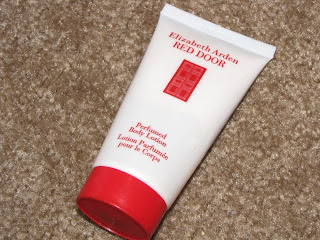 Elizabeth Arden
RED DOOR
Perfumed
Body Lotion
Lotion Parfumée
pour le Corps